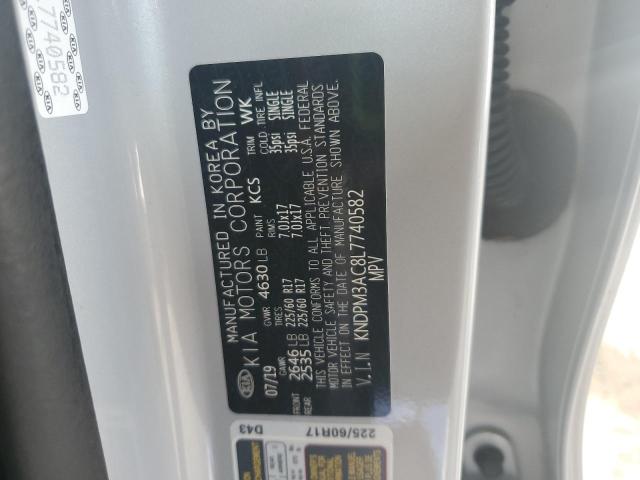 7740582
KIA
MANUFACTURED IN KOREA BY
KIA MOTORS CORPORATION
07/19 GVWR 4630 LB PAINT KCS TRIM WK
GAWR TIRES RIMS COLD TIRE INFL
2646 LB 225/60 R17 7.0Jx17 35psi SINGLE
2535 LB 225/60 R17 7.0Jx17 35psi SINGLE
THIS VEHICLE CONFORMS TO ALL APPLICABLE U.S.A. FEDERAL
MOTOR VEHICLE SAFETY AND THEFT PREVENTION STANDARDS
IN EFFECT ON THE DATE OF MANUFACTURE SHOWN ABOVE.
V.I.N KNDPM3AC8L7740582
MPV
225/60R17
D43